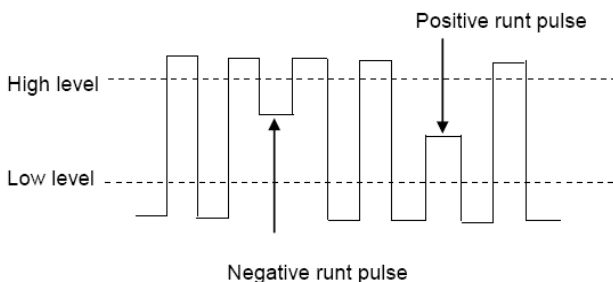 Positive runt pulse
High level
Low level
Negative runt pulse